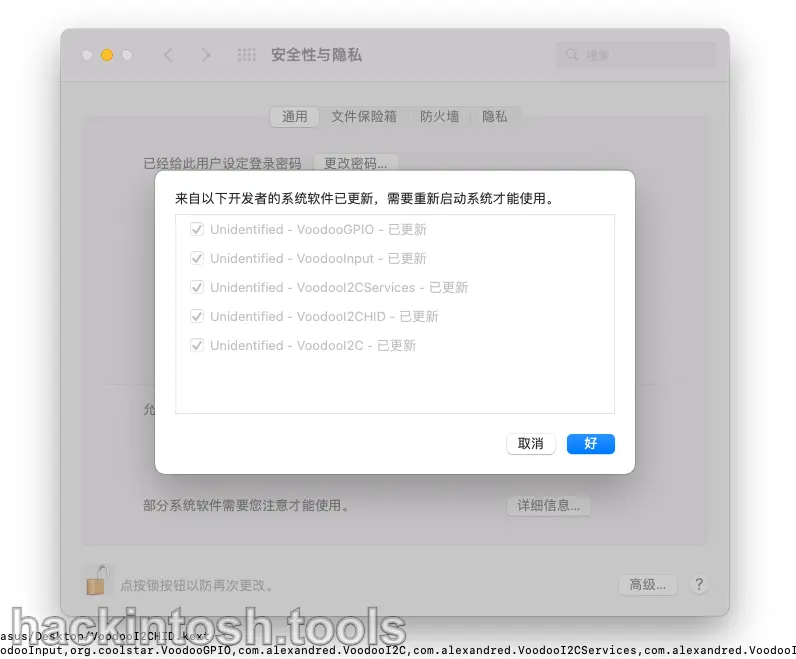 安全性与隐私
搜索
通用 文件保险箱 防火墙 隐私
已经给此用户设定登录密码 更改密码...
来自以下开发者的系统软件已更新，需要重新启动系统才能使用。
Unidentified - VoodooGPIO - 已更新
Unidentified - VoodooInput - 已更新
Unidentified - VoodooI2CServices - 已更新
Unidentified - VoodooI2CHID - 已更新
Unidentified - VoodooI2C - 已更新
允
取消 好
部分系统软件需要您注意才能使用。 详细信息...
点按锁按钮以防再次更改。 高级... ?
hackintosh.tools
asus/Desktop/VoodooI2CHID.kext
odooInput,org.coolstar.VoodooGPIO,com.alexandred.VoodooI2C,com.alexandred.VoodooI2CServices,com.alexandred.VoodooI